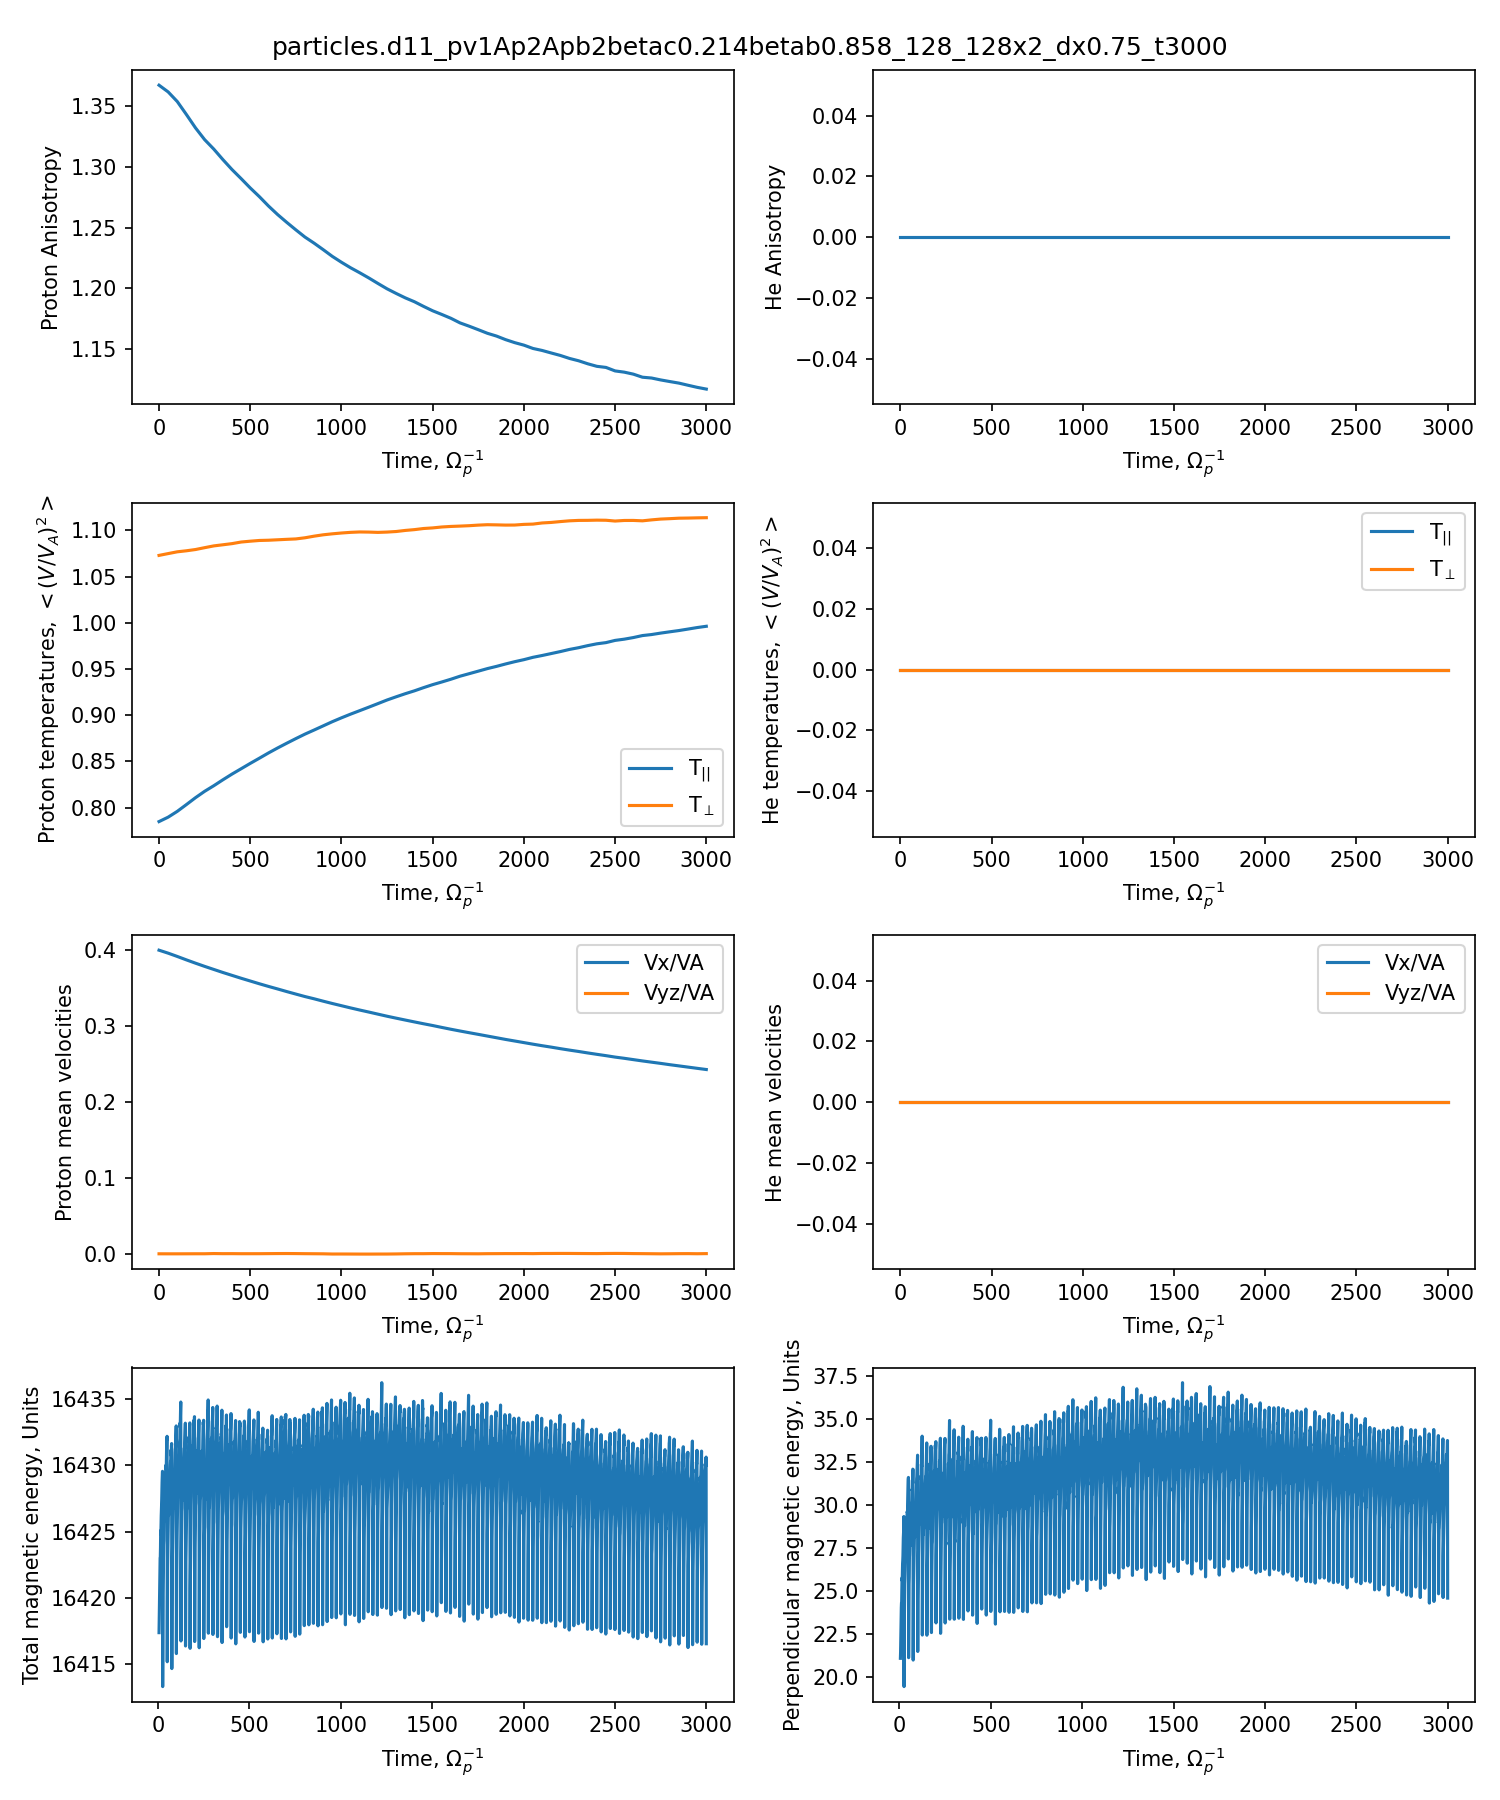 particles.d11_pv1Ap2Apb2betac0.214betab0.858_128_128x2_dx0.75_t3000
Proton Anisotropy
1.35
1.30
1.25
1.20
1.15
0 500 1000 1500 2000 2500 3000
Time, Ω_p^{-1}
He Anisotropy
0.04
0.02
0.00
−0.02
−0.04
0 500 1000 1500 2000 2500 3000
Time, Ω_p^{-1}
Proton temperatures, < (V/V_A)^2 >
1.10
1.05
1.00
0.95
0.90
0.85
0.80
T_{||}
T_⊥
0 500 1000 1500 2000 2500 3000
Time, Ω_p^{-1}
He temperatures, < (V/V_A)^2 >
0.04
0.02
0.00
−0.02
−0.04
T_{||}
T_⊥
0 500 1000 1500 2000 2500 3000
Time, Ω_p^{-1}
Proton mean velocities
0.4
0.3
0.2
0.1
0.0
Vx/VA
Vyz/VA
0 500 1000 1500 2000 2500 3000
Time, Ω_p^{-1}
He mean velocities
0.04
0.02
0.00
−0.02
−0.04
Vx/VA
Vyz/VA
0 500 1000 1500 2000 2500 3000
Time, Ω_p^{-1}
Total magnetic energy, Units
16435
16430
16425
16420
16415
0 500 1000 1500 2000 2500 3000
Time, Ω_p^{-1}
Perpendicular magnetic energy, Units
37.5
35.0
32.5
30.0
27.5
25.0
22.5
20.0
0 500 1000 1500 2000 2500 3000
Time, Ω_p^{-1}